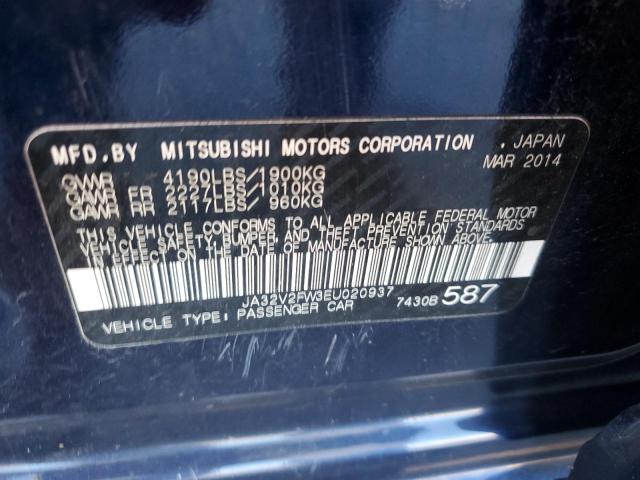 MFD.BY MITSUBISHI MOTORS CORPORATION . JAPAN
MAR 2014
GVWR 4190LBS/1900KG
GAWR FR 2227LBS/1010KG
GAWR RR 2117LBS/ 960KG
THIS VEHICLE CONFORMS TO ALL APPLICABLE FEDERAL MOTOR
VEHICLE SAFETY, BUMPER, AND THEFT PREVENTION STANDARDS
IN EFFECT ON THE DATE OF MANUFACTURE SHOWN ABOVE.
JA32V2FW3EU020937 7430B 587
VEHICLE TYPE: PASSENGER CAR